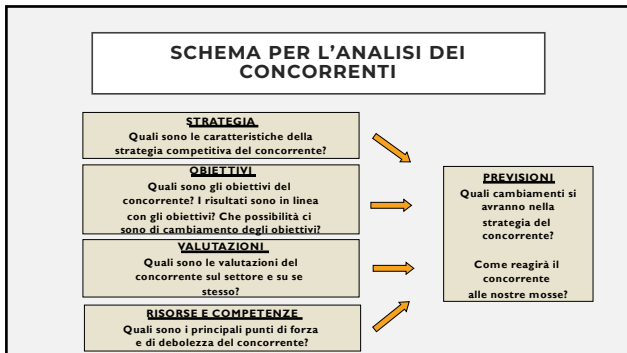 SCHEMA PER L'ANALISI DEI
CONCORRENTI
STRATEGIA
Quali sono le caratteristiche della
strategia competitiva del concorrente?
OBIETTIVI
Quali sono gli obiettivi del
concorrente? I risultati sono in linea
con gli obiettivi? Che possibilità ci
sono di cambiamento degli obiettivi?
VALUTAZIONI
Quali sono le valutazioni del
concorrente sul settore e su se
stesso?
RISORSE E COMPETENZE
Quali sono i principali punti di forza
e di debolezza del concorrente?
PREVISIONI
Quali cambiamenti si
avranno nella
strategia del
concorrente?
Come reagirà il
concorrente
alle nostre mosse?